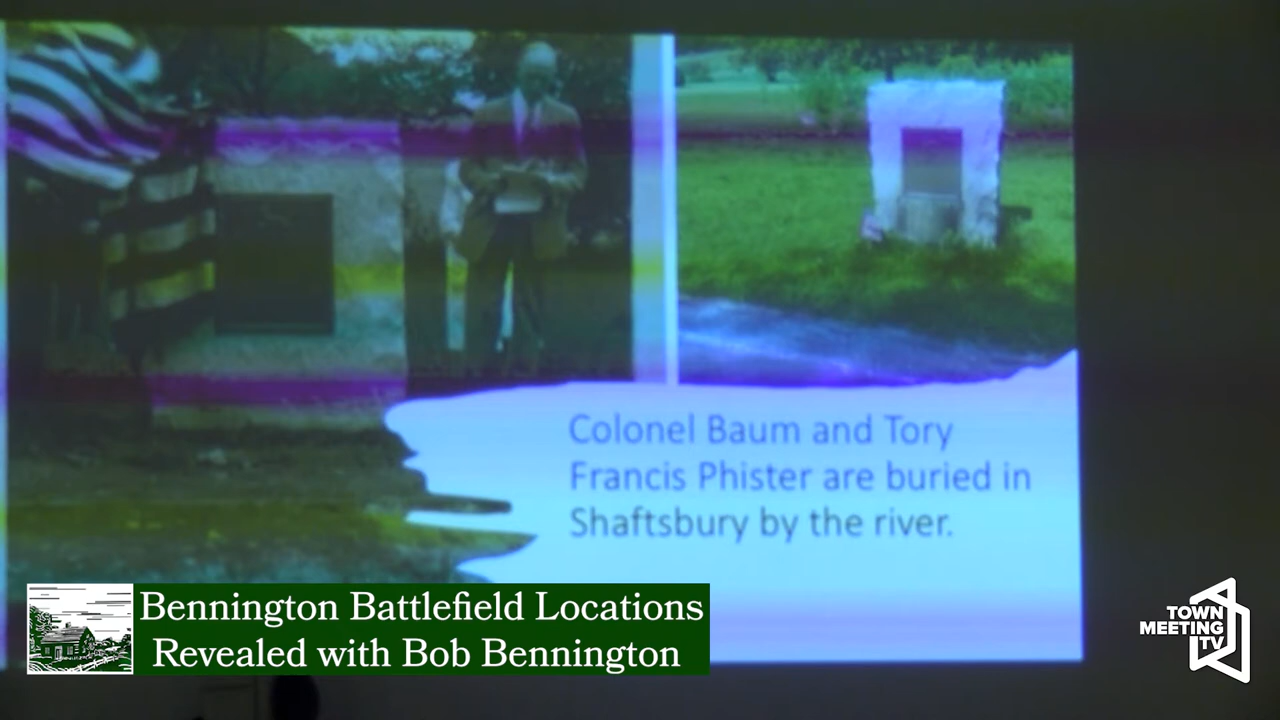 Colonel Baum and Tory
Francis Phister are buried in
Shaftsbury by the river.
Bennington Battlefield Locations
Revealed with Bob Bennington
TOWN
MEETING
TV